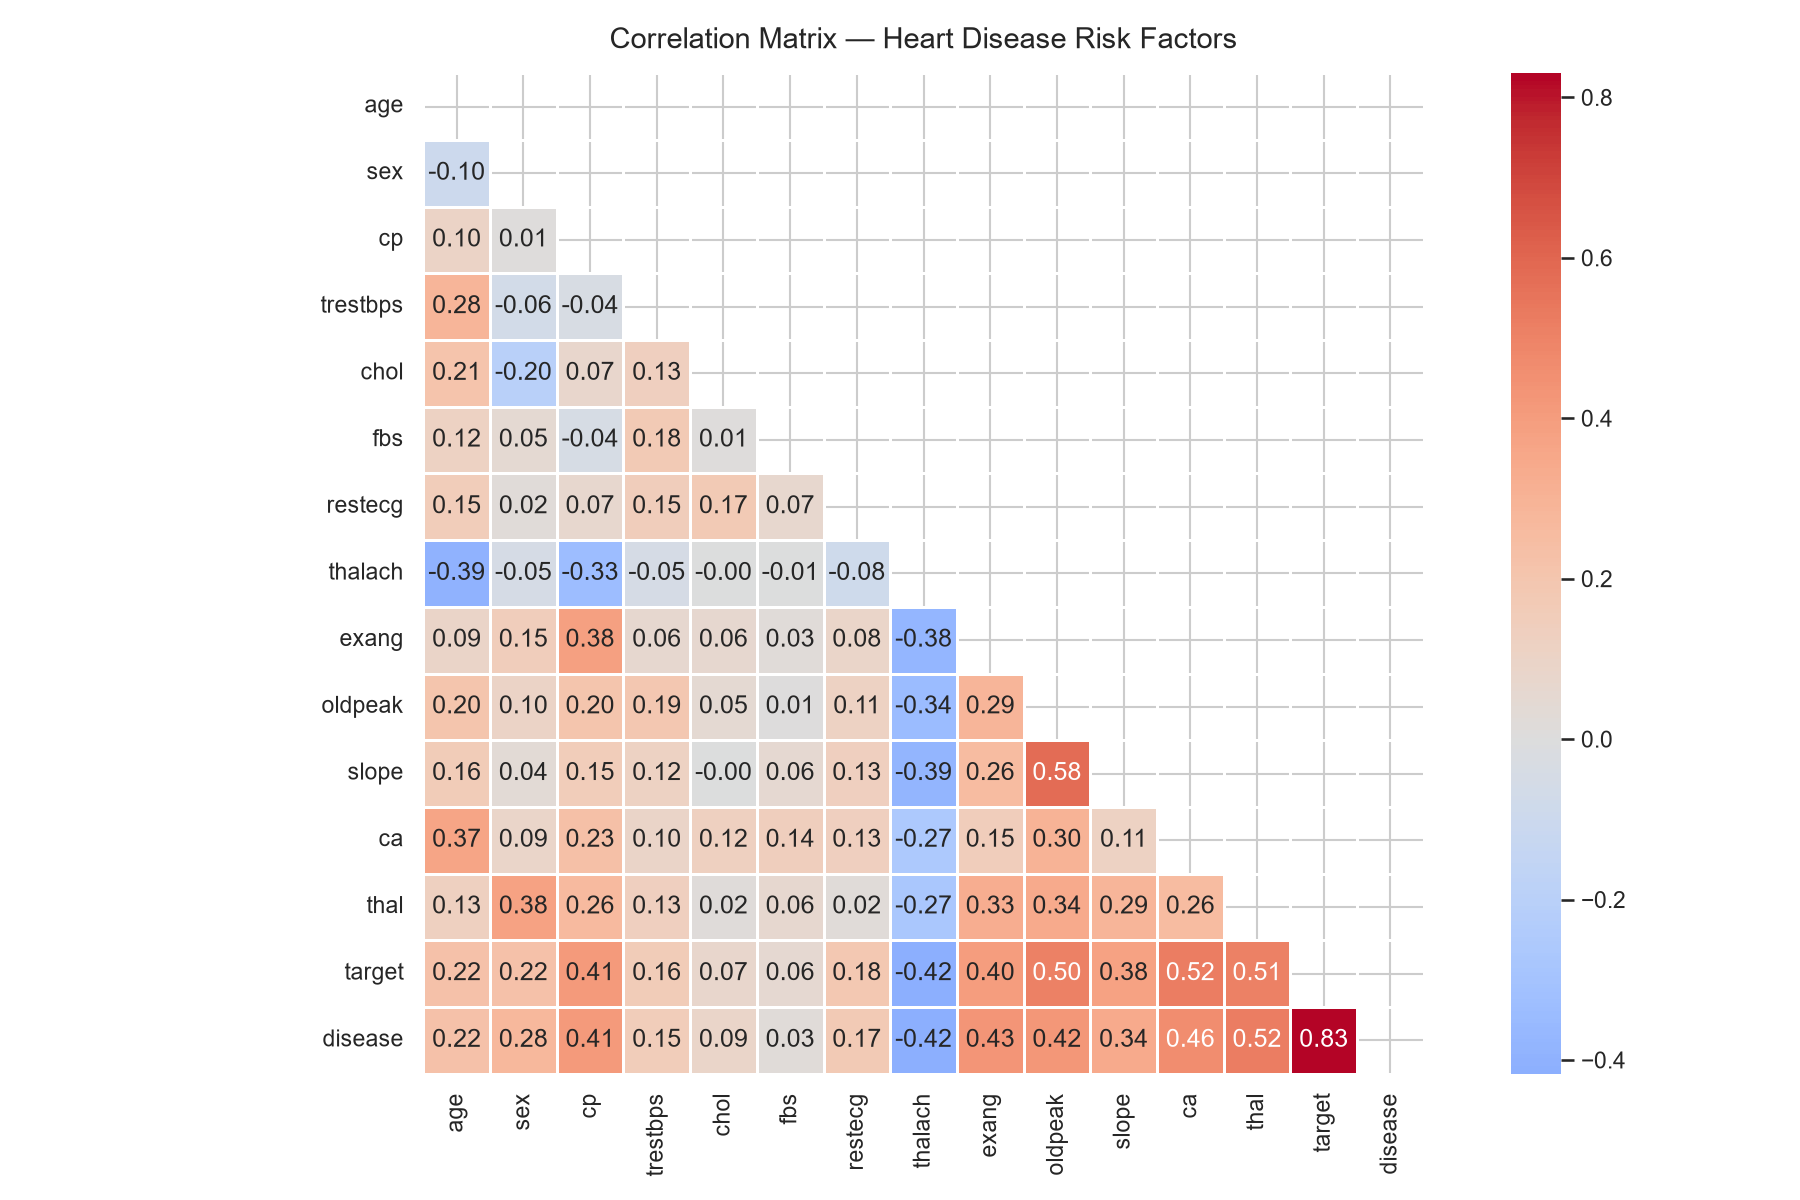 Correlation Matrix — Heart Disease Risk Factors
age
sex -0.10
cp 0.10 0.01
trestbps 0.28 -0.06 -0.04
chol 0.21 -0.20 0.07 0.13
fbs 0.12 0.05 -0.04 0.18 0.01
restecg 0.15 0.02 0.07 0.15 0.17 0.07
thalach -0.39 -0.05 -0.33 -0.05 -0.00 -0.01 -0.08
exang 0.09 0.15 0.38 0.06 0.06 0.03 0.08 -0.38
oldpeak 0.20 0.10 0.20 0.19 0.05 0.01 0.11 -0.34 0.29
slope 0.16 0.04 0.15 0.12 -0.00 0.06 0.13 -0.39 0.26 0.58
ca 0.37 0.09 0.23 0.10 0.12 0.14 0.13 -0.27 0.15 0.30 0.11
thal 0.13 0.38 0.26 0.13 0.02 0.06 0.02 -0.27 0.33 0.34 0.29 0.26
target 0.22 0.22 0.41 0.16 0.07 0.06 0.18 -0.42 0.40 0.50 0.38 0.52 0.51
disease 0.22 0.28 0.41 0.15 0.09 0.03 0.17 -0.42 0.43 0.42 0.34 0.46 0.52 0.83
age sex cp trestbps chol fbs restecg thalach exang oldpeak slope ca thal target disease
0.8
0.6
0.4
0.2
0.0
−0.2
−0.4